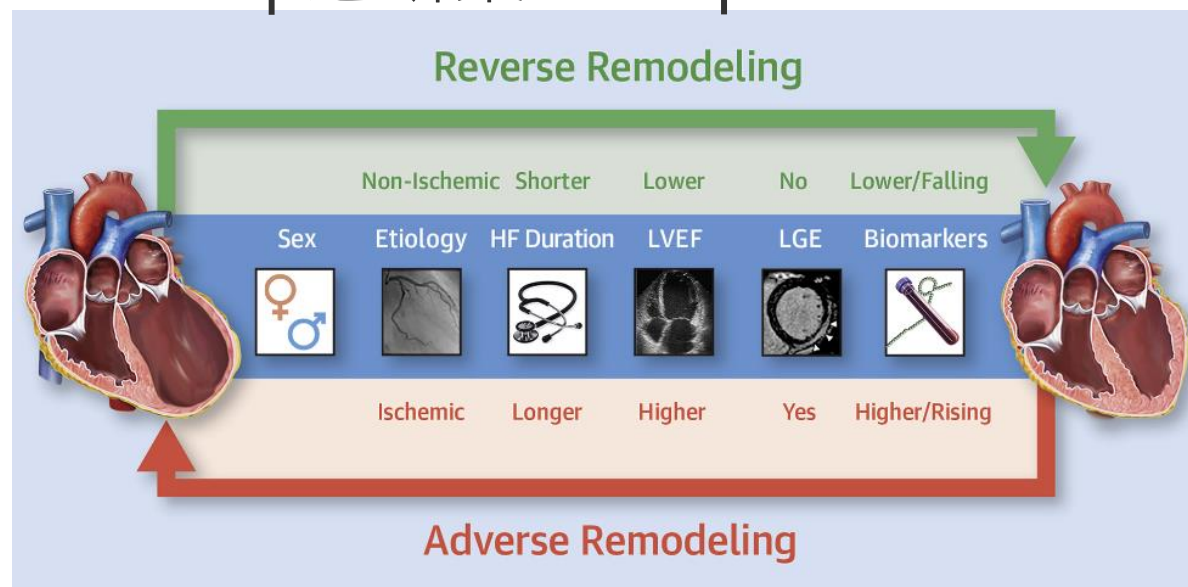 Reverse Remodeling
Non-Ischemic Shorter Lower No Lower/Falling
Sex Etiology HF Duration LVEF LGE Biomarkers
Ischemic Longer Higher Yes Higher/Rising
Adverse Remodeling